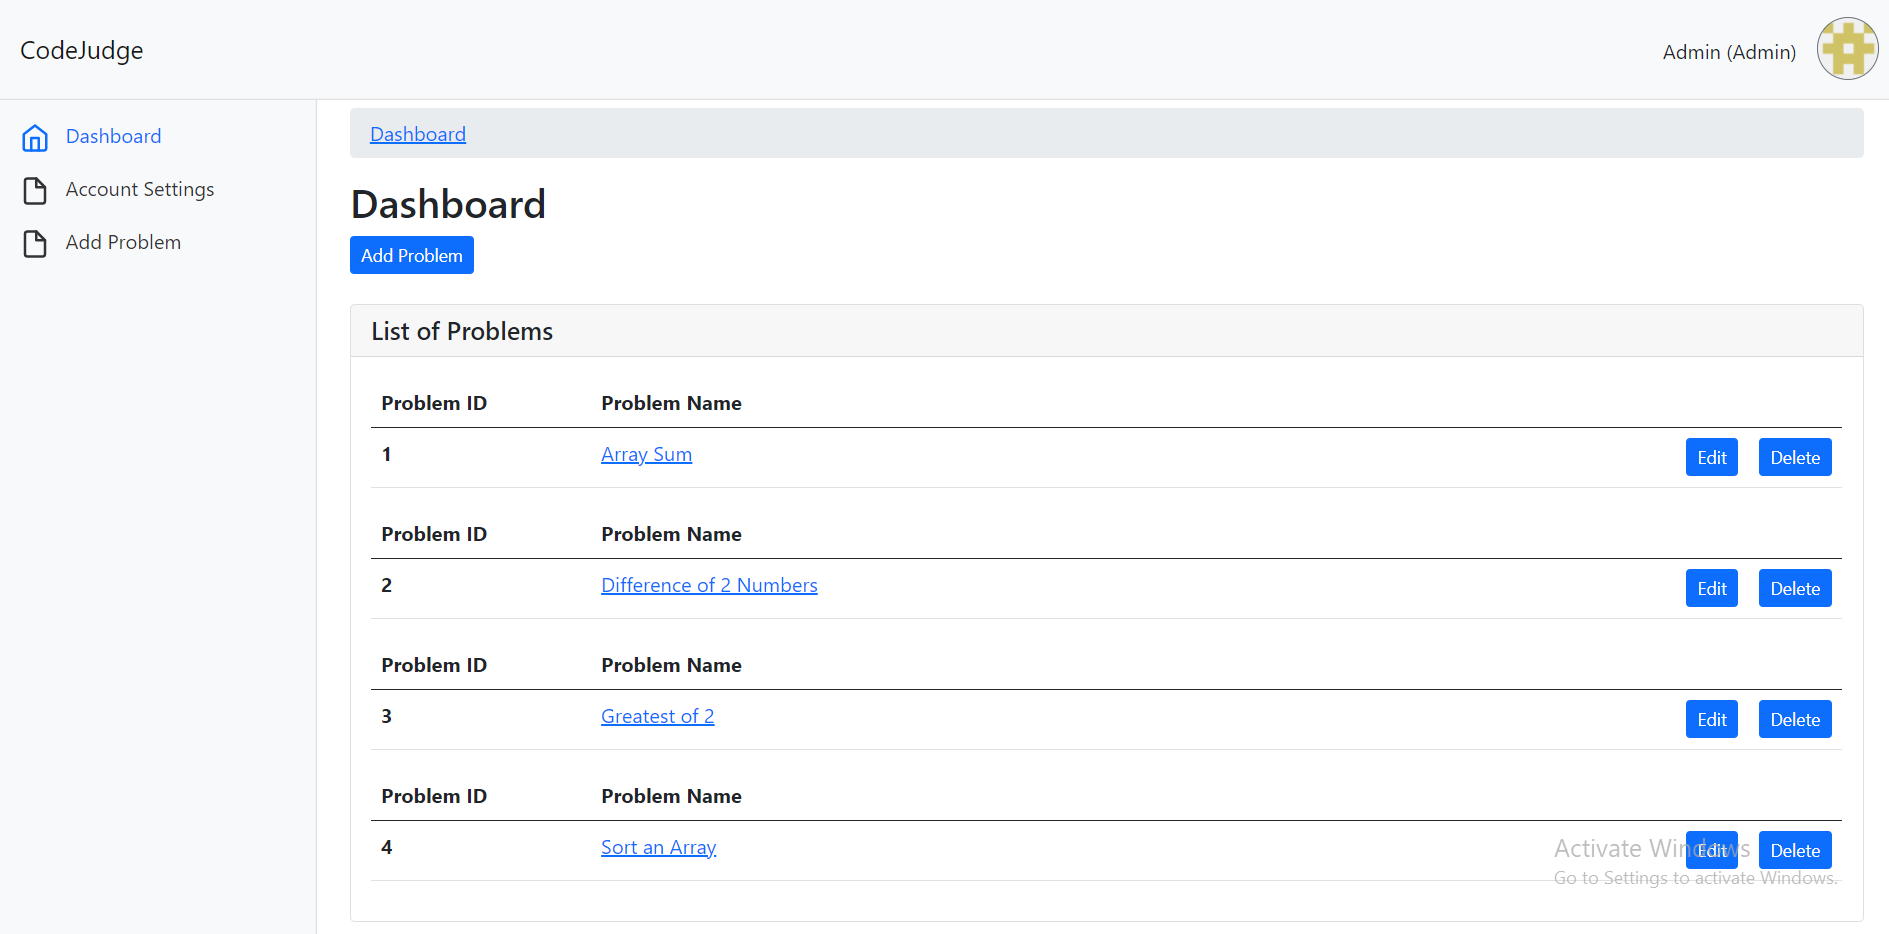 CodeJudge
Admin (Admin)
Dashboard
Account Settings
Add Problem
Dashboard
Dashboard
Add Problem
List of Problems
Problem ID Problem Name
1 Array Sum Edit Delete
Problem ID Problem Name
2 Difference of 2 Numbers Edit Delete
Problem ID Problem Name
3 Greatest of 2 Edit Delete
Problem ID Problem Name
4 Sort an Array Edit Delete
Activate Windows
Go to Settings to activate Windows.